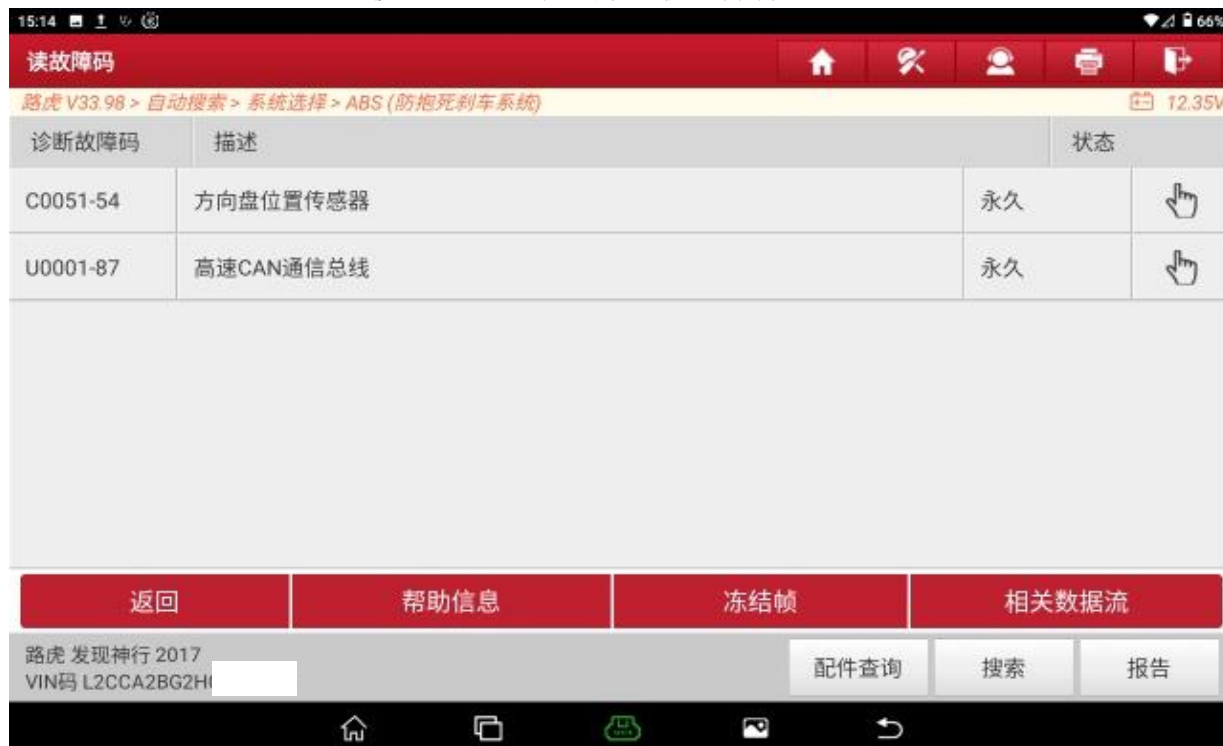 15:14
66%
读故障码
路虎 V33.98 > 自动搜索 > 系统选择 > ABS (防抱死刹车系统)
12.35V
诊断故障码 描述 状态
C0051-54 方向盘位置传感器 永久
U0001-87 高速CAN通信总线 永久
返回 帮助信息 冻结帧 相关数据流
路虎 发现神行 2017
VIN码 L2CCA2BG2H
配件查询 搜索 报告